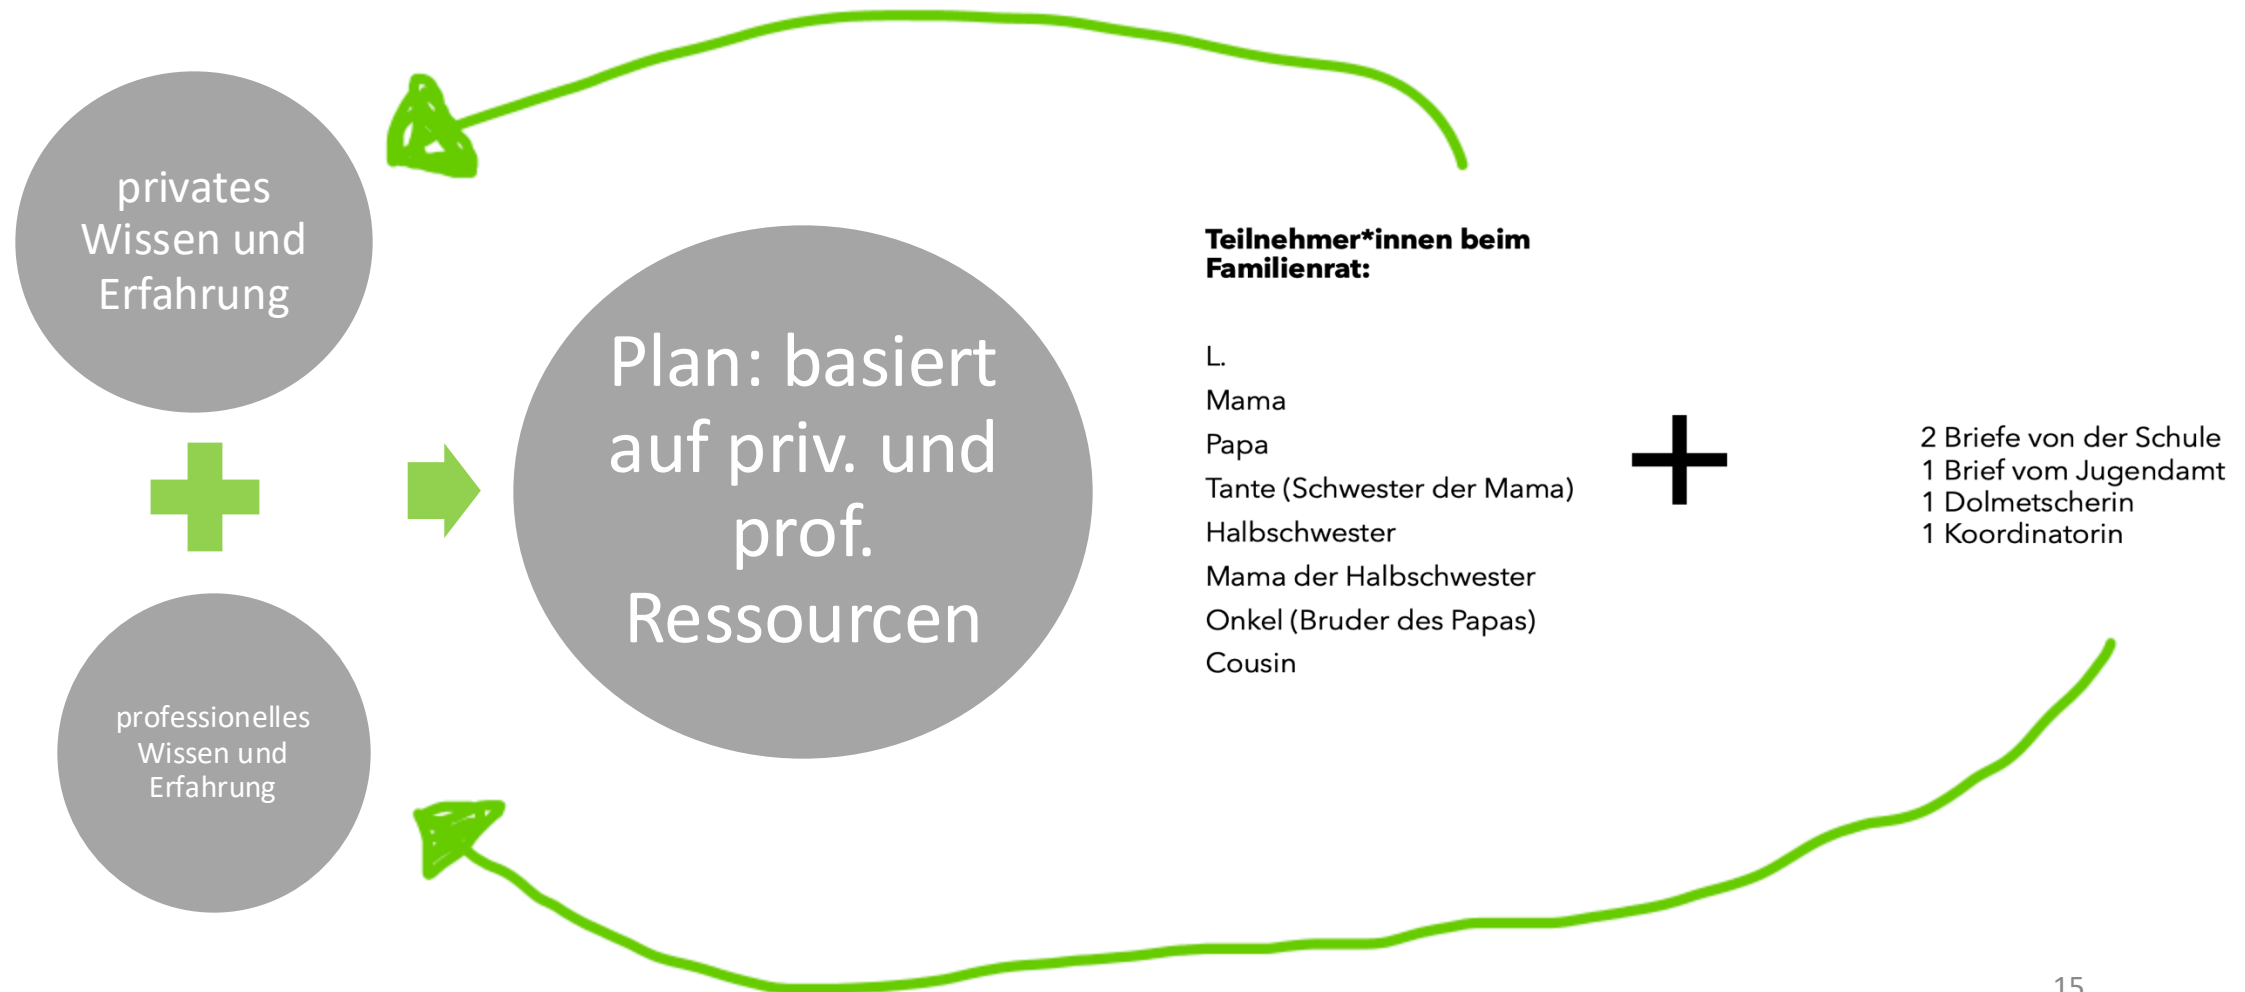 privates
Wissen und
Erfahrung
professionelles
Wissen und
Erfahrung
Plan: basiert
auf priv. und
prof.
Ressourcen
Teilnehmer*innen beim
Familienrat:
L.
Mama
Papa
Tante (Schwester der Mama)
Halbschwester
Mama der Halbschwester
Onkel (Bruder des Papas)
Cousin
2 Briefe von der Schule
1 Brief vom Jugendamt
1 Dolmetscherin
1 Koordinatorin
15